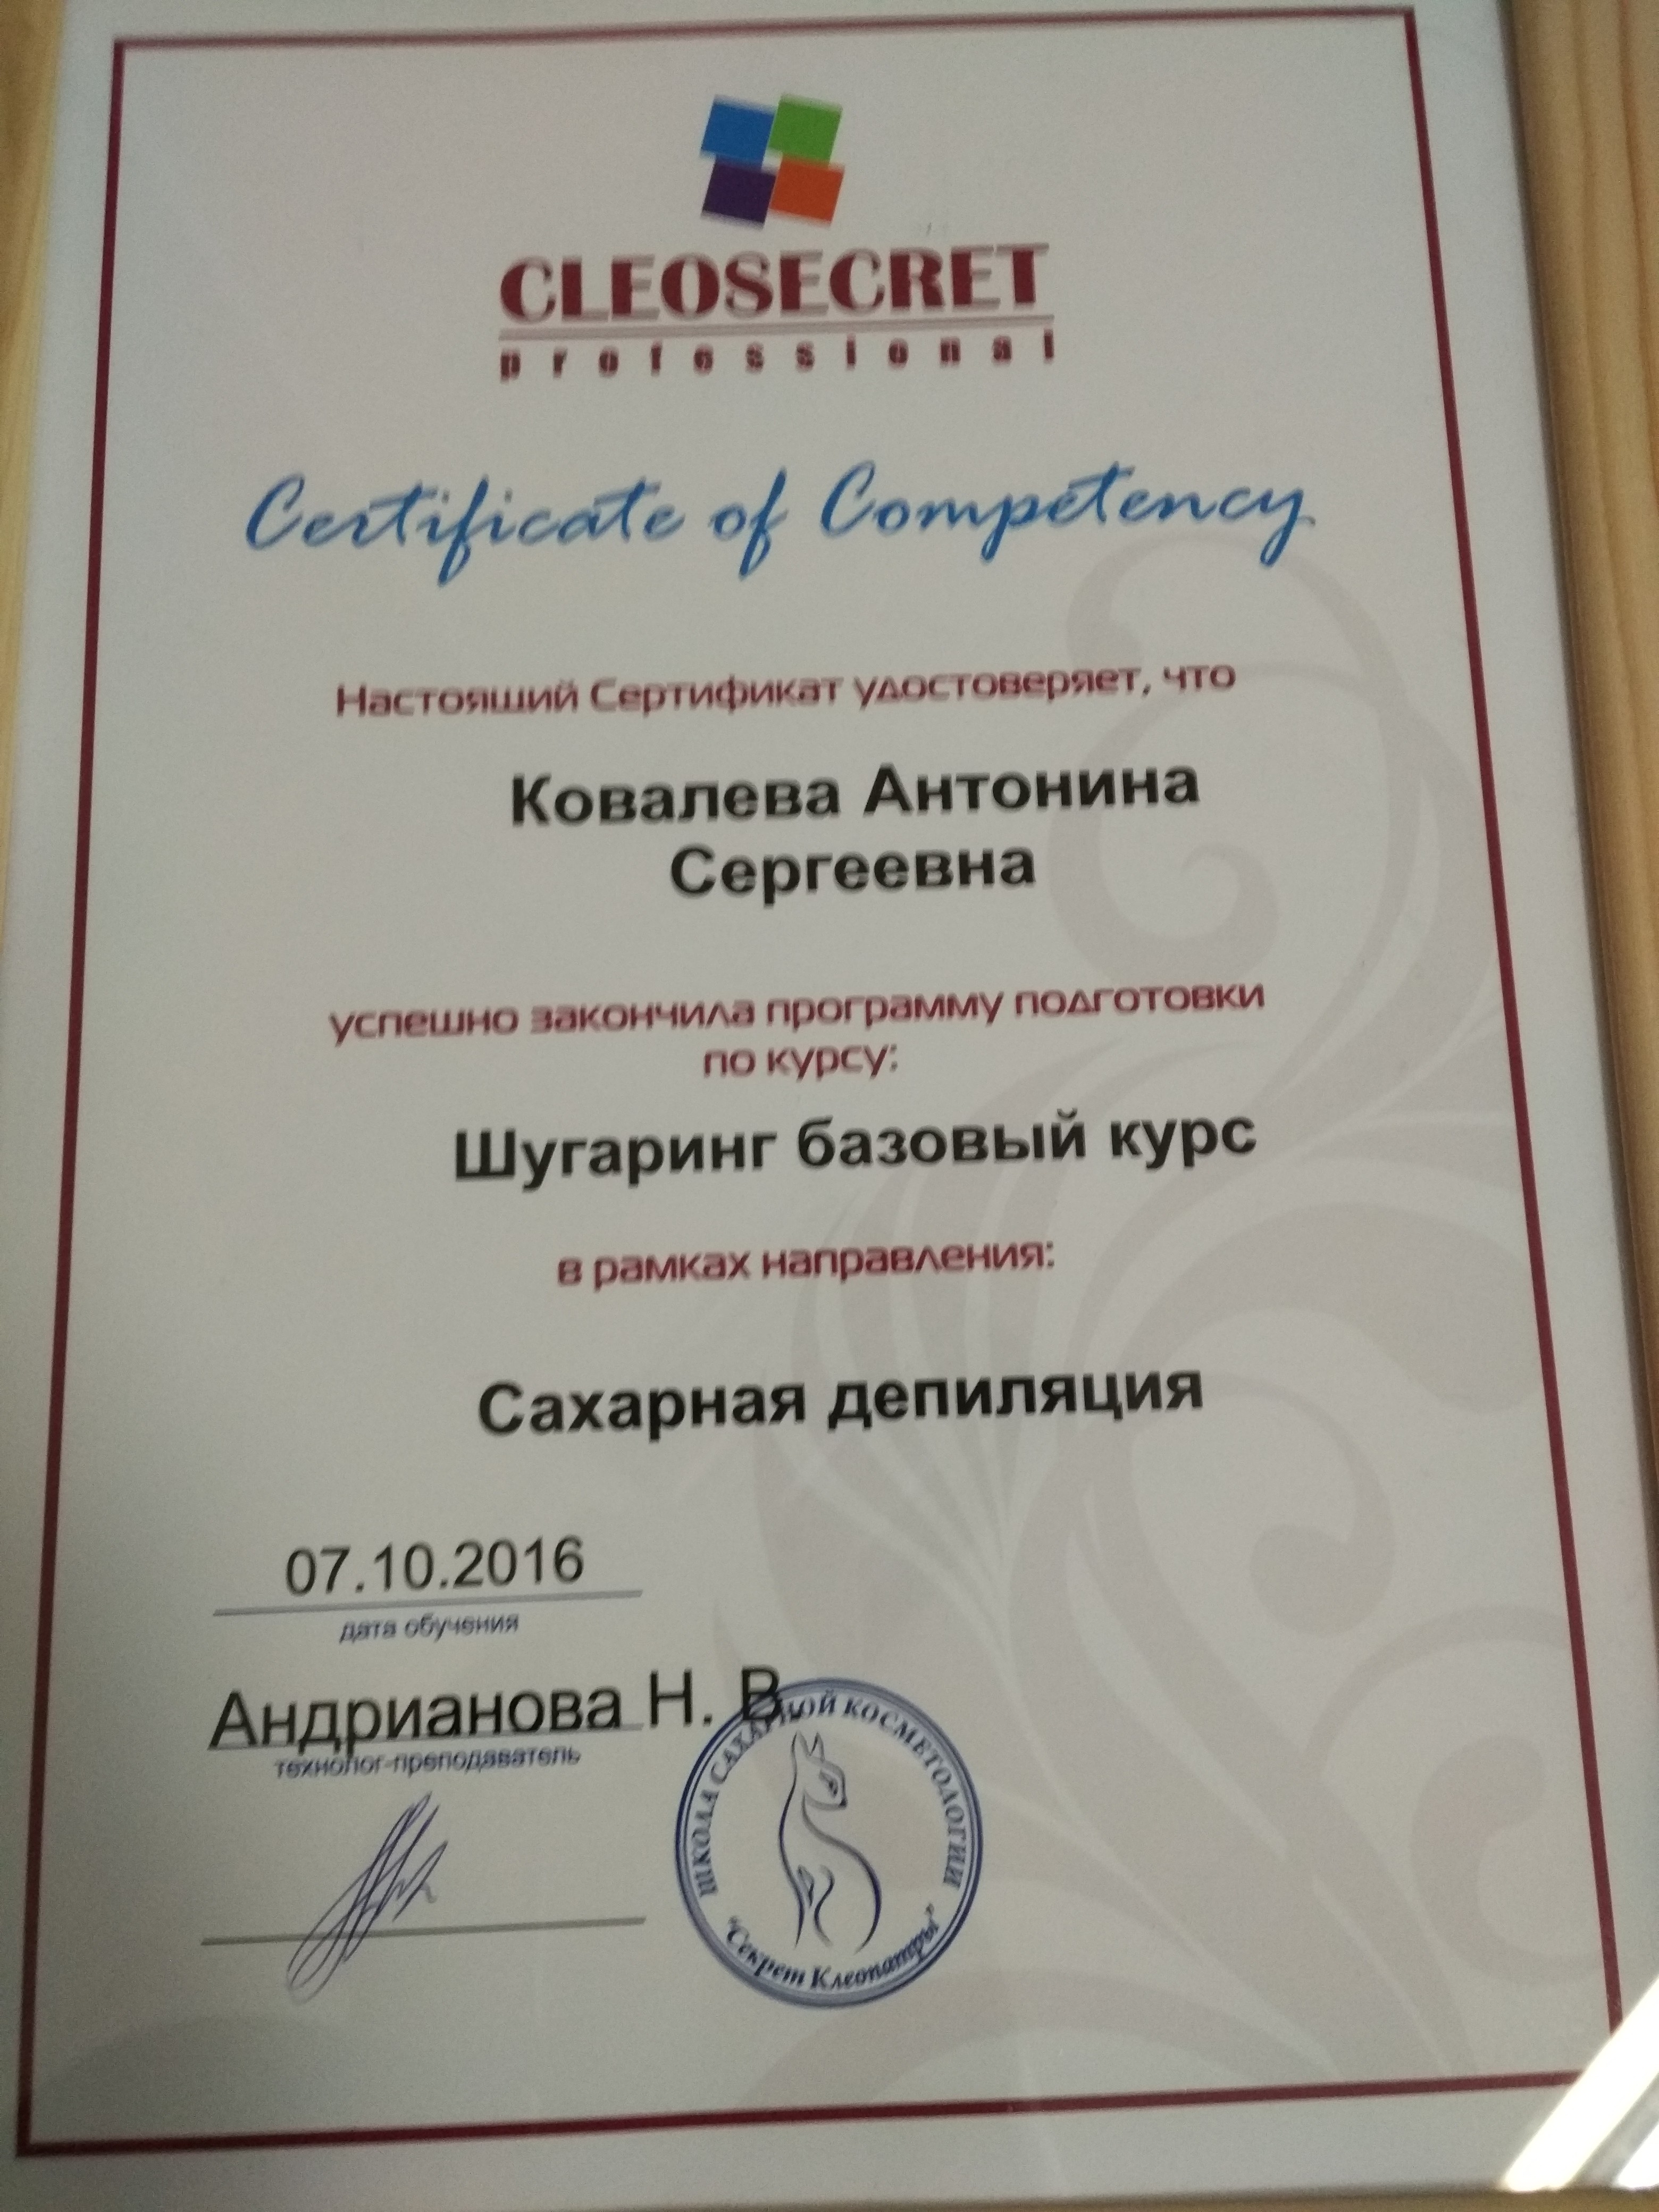 CLEOSECRET
professional
Certificate of Competency
Настоящий Сертификат удостоверяет, что
Ковалева Антонина
Сергеевна
успешно закончила программу подготовки
по курсу:
Шугаринг базовый курс
в рамках направления:
Сахарная депиляция
07.10.2016
дата обучения
Андрианова Н. В.
технолог-преподаватель
ШКОЛА САХАРНОЙ КОСМЕТОЛОГИИ
"Секрет Клеопатры"